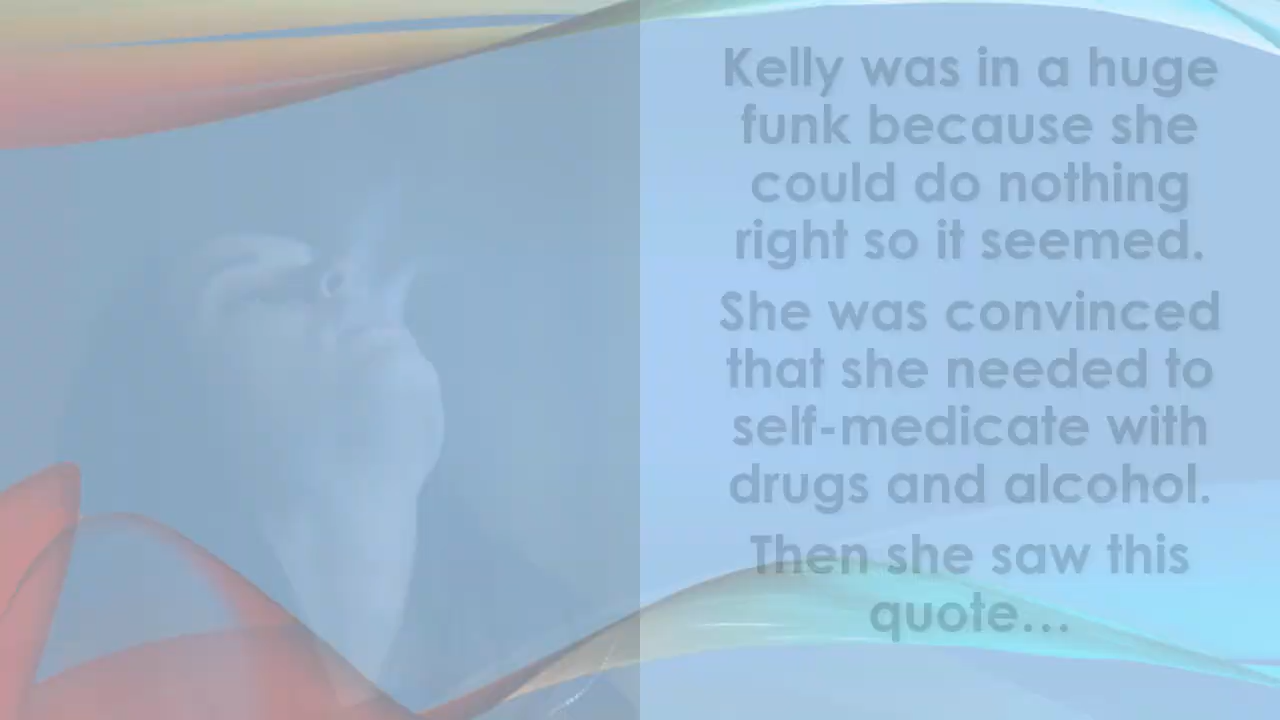 Kelly was in a huge
funk because she
could do nothing
right so it seemed.
She was convinced
that she needed to
self-medicate with
drugs and alcohol.
Then she saw this
quote…